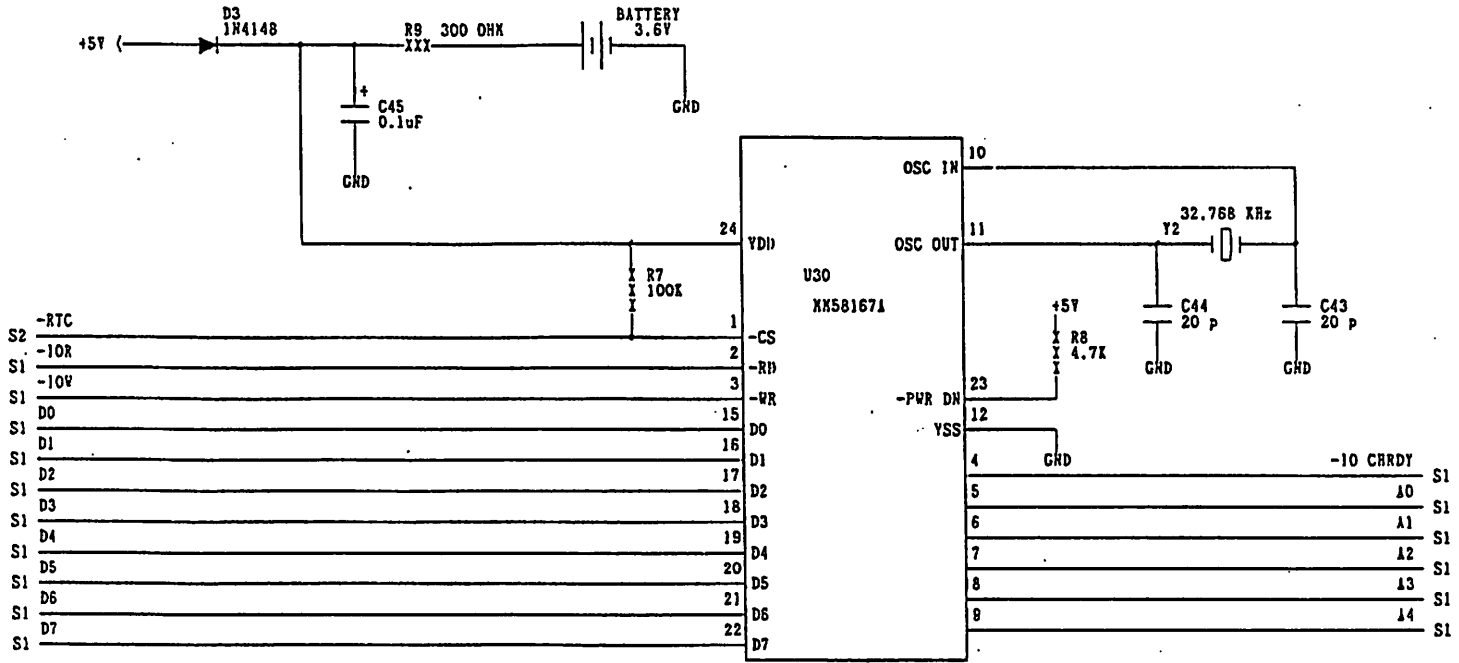 D3
1N4148
+5V
R9 300 OHM
BATTERY
3.6V
GND
+
C45
0.1uF
GND
10
OSC IN
24
VDD
OSC OUT
11
32.768 KHz
Y2
R7
100K
U30
MM58167A
+5V
R8
4.7K
C44
20 p
C43
20 p
GND
GND
S2 -RTC 1 -CS
S1 -IOR 2 -RD
S1 -IOW 3 -WR
-PWR DN 23
VSS 12
GND
S1 D0 15 D0
S1 D1 16 D1
S1 D2 17 D2
S1 D3 18 D3
S1 D4 19 D4
S1 D5 20 D5
S1 D6 21 D6
S1 D7 22 D7
4 -IO CHRDY S1
5 A0 S1
6 A1 S1
7 A2 S1
8 A3 S1
9 A4 S1